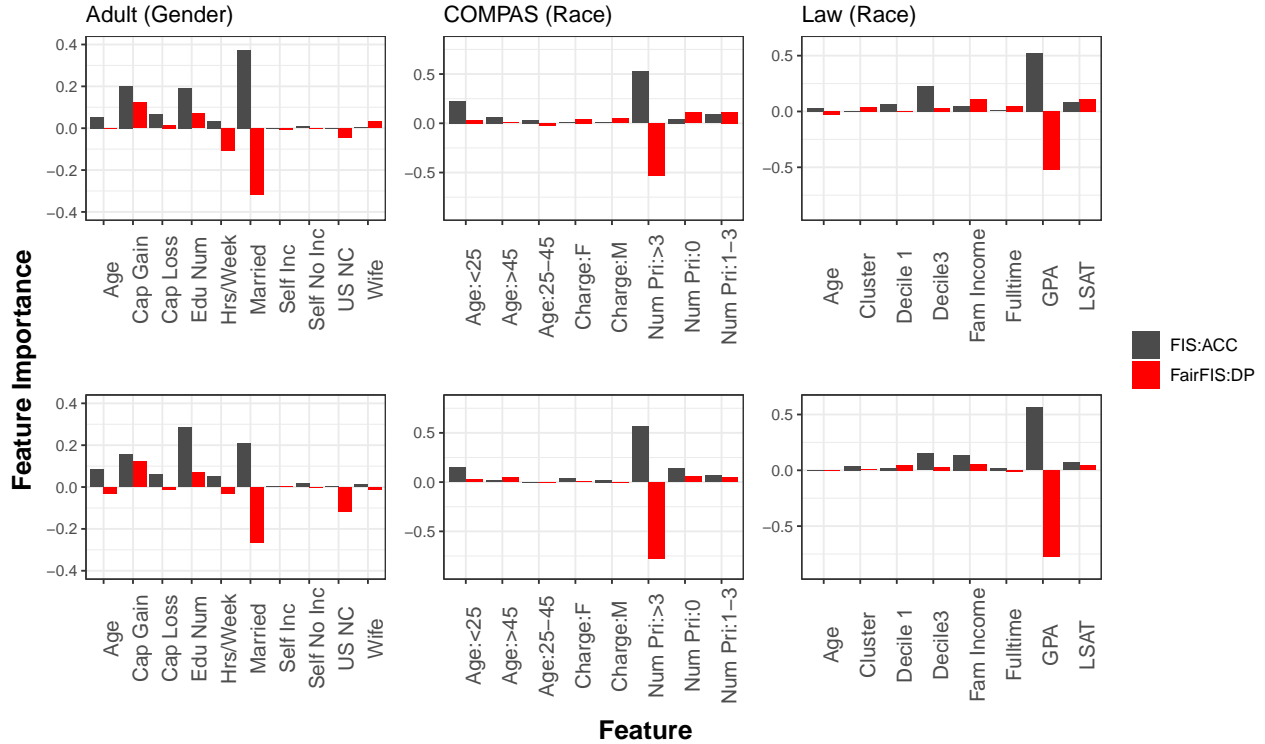 Adult (Gender)
COMPAS (Race)
Law (Race)
0.4
0.2
0.0
−0.2
−0.4
0.5
0.0
−0.5
0.5
0.0
−0.5
Age
Cap Gain
Cap Loss
Edu Num
Hrs/Week
Married
Self Inc
Self No Inc
US NC
Wife
Age:<25
Age:>45
Age:25−45
Charge:F
Charge:M
Num Pri:>3
Num Pri:0
Num Pri:1−3
Age
Cluster
Decile 1
Decile3
Fam Income
Fulltime
GPA
LSAT
Feature Importance
FIS:ACC
FairFIS:DP
0.4
0.2
0.0
−0.2
−0.4
0.5
0.0
−0.5
0.5
0.0
−0.5
Age
Cap Gain
Cap Loss
Edu Num
Hrs/Week
Married
Self Inc
Self No Inc
US NC
Wife
Age:<25
Age:>45
Age:25−45
Charge:F
Charge:M
Num Pri:>3
Num Pri:0
Num Pri:1−3
Age
Cluster
Decile 1
Decile3
Fam Income
Fulltime
GPA
LSAT
Feature